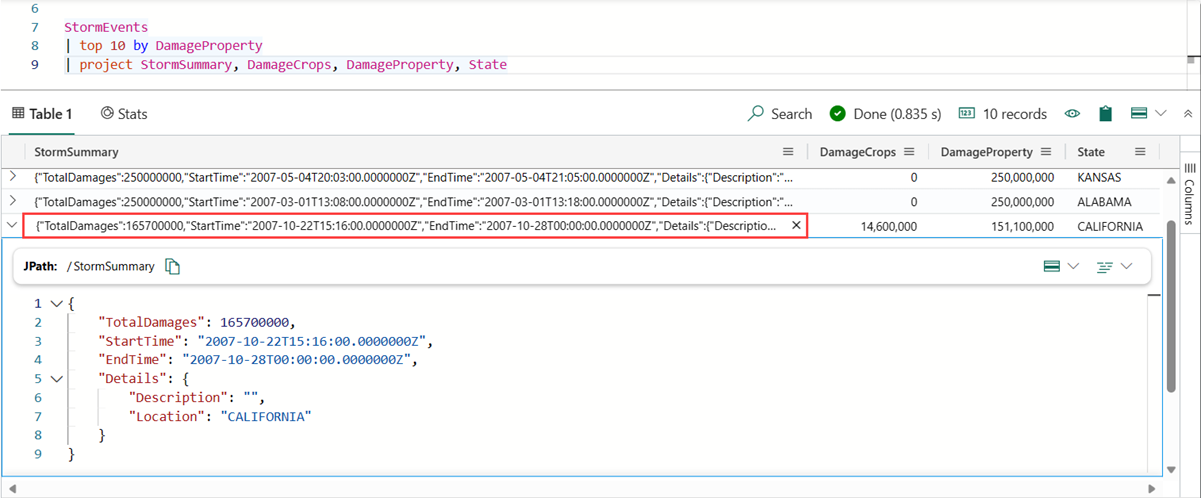 6
7 StormEvents
8 | top 10 by DamageProperty
9 | project StormSummary, DamageCrops, DamageProperty, State
Table 1 Stats Search Done (0.835 s) 123 10 records
StormSummary DamageCrops DamageProperty State
{"TotalDamages":250000000,"StartTime":"2007-05-04T20:03:00.0000000Z","EndTime":"2007-05-04T21:05:00.0000000Z","Details":{"Description":"... 0 250,000,000 KANSAS
{"TotalDamages":250000000,"StartTime":"2007-03-01T13:08:00.0000000Z","EndTime":"2007-03-01T13:18:00.0000000Z","Details":{"Description":"... 0 250,000,000 ALABAMA
{"TotalDamages":165700000,"StartTime":"2007-10-22T15:16:00.0000000Z","EndTime":"2007-10-28T00:00:00.0000000Z","Details":{"Descriptio... 14,600,000 151,100,000 CALIFORNIA
Columns
JPath: /StormSummary
1 {
2 "TotalDamages": 165700000,
3 "StartTime": "2007-10-22T15:16:00.0000000Z",
4 "EndTime": "2007-10-28T00:00:00.0000000Z",
5 "Details": {
6 "Description": "",
7 "Location": "CALIFORNIA"
8 }
9 }